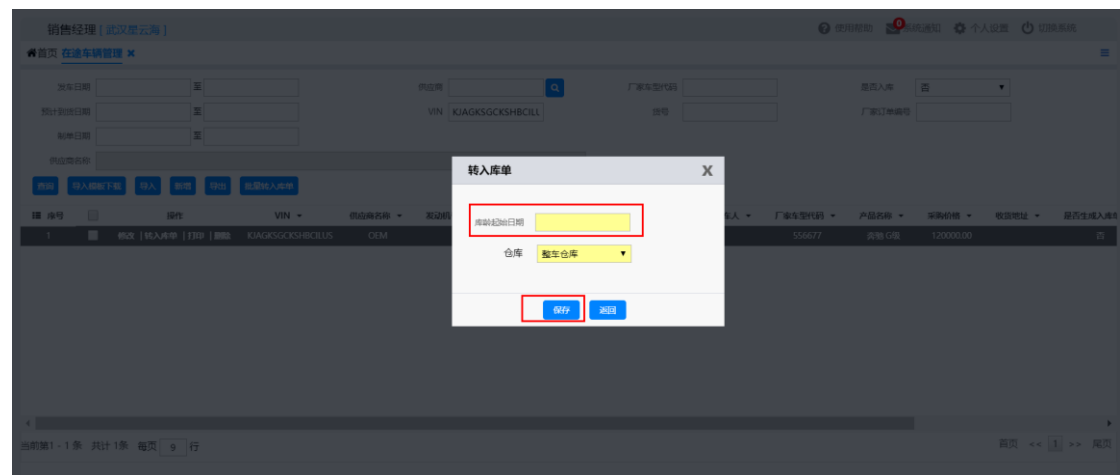 销售经理 [ 武汉星云海 ] 使用帮助 0 系统通知 个人设置 切换系统
首页 在途车辆管理 ×
发车日期 至 供应商 厂家车型代码 是否入库 否
预计到店日期 至 VIN KJAGKSGCKSHBCILL 挂号 厂家订单编号
制单日期 至
供应商名称
查询 导入模板下载 导入 新增 导出 批量转入库单
转入库单 X
序号 操作 VIN 供应商名称 发动机 车人 厂家车型代码 产品名称 采购价格 收货地址 是否生成入库
1 修改 | 转入库单 | 打印 | 删除 KJAGKSGCKSHBCILUS OEM 556677 120000.00 否
库龄起始日期
仓库 整车仓库
保存 返回
当前第1 - 1 条 共计 1条 每页 9 行 首页 << 1 >> 尾页